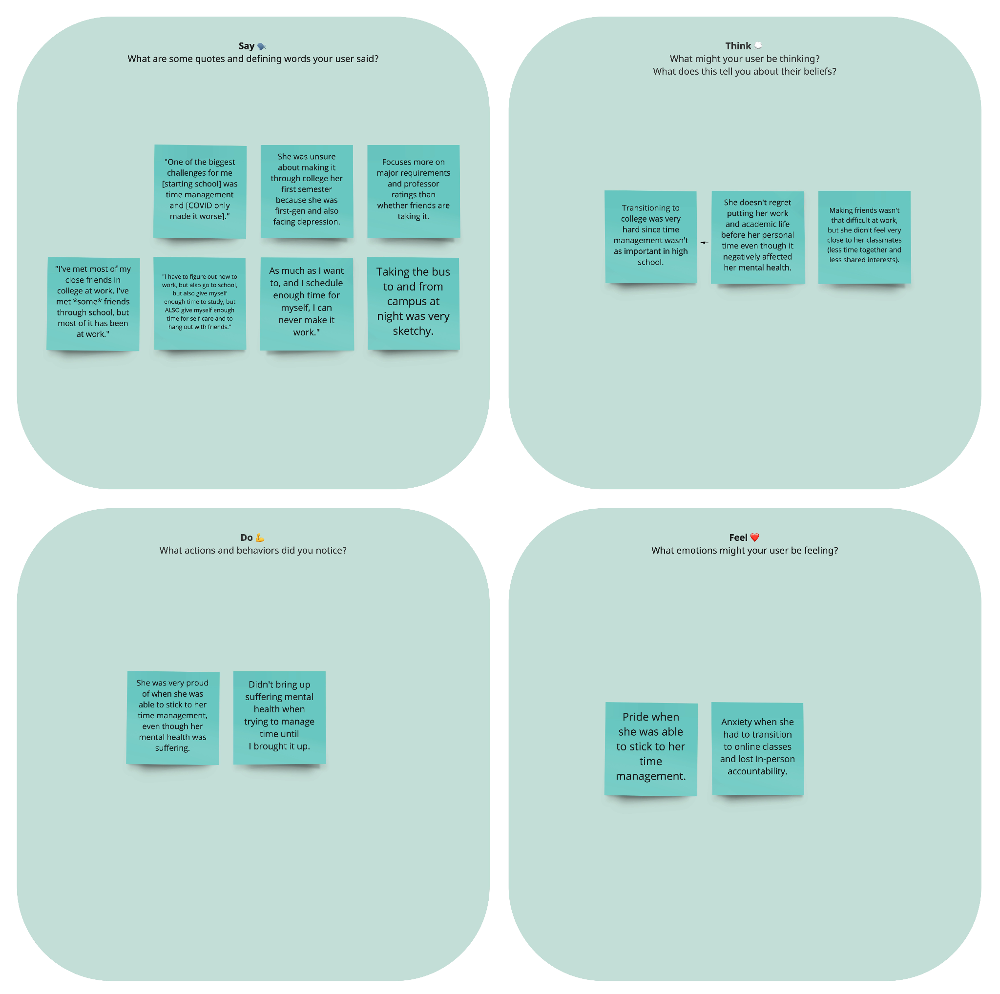 Say 🗣️
What are some quotes and defining words your user said?
"One of the biggest
challenges for me
[starting school] was
time management
and [COVID only
made it worse]."
She was unsure
about making it
through college her
first semester
because she was
first-gen and also
facing depression.
Focuses more on
major requirements
and professor
ratings than
whether friends are
taking it.
"I've met most of my
close friends in
college at work. I've
met *some* friends
through school, but
most of it has been
at work."
"I have to figure out how to
work, but also go to school,
but also give myself
enough time to study, but
ALSO give myself enough
time for self-care and to
hang out with friends."
As much as I want
to, and I schedule
enough time for
myself, I can
never make it
work."
Taking the bus
to and from
campus at
night was very
sketchy.
Think 💭
What might your user be thinking?
What does this tell you about their beliefs?
Transitioning to
college was very
hard since time
management wasn't
as important in high
school.
She doesn't regret
putting her work
and academic life
before her personal
time even though it
negatively affected
her mental health.
Making friends wasn't
that difficult at work,
but she didn't feel very
close to her classmates
(less time together and
less shared interests).
Do 💪
What actions and behaviors did you notice?
She was very proud
of when she was
able to stick to her
time management,
even though her
mental health was
suffering.
Didn't bring up
suffering mental
health when
trying to manage
time until
I brought it up.
Feel ❤️
What emotions might your user be feeling?
Pride when
she was able
to stick to her
time
management.
Anxiety when she
had to transition
to online classes
and lost in-person
accountability.